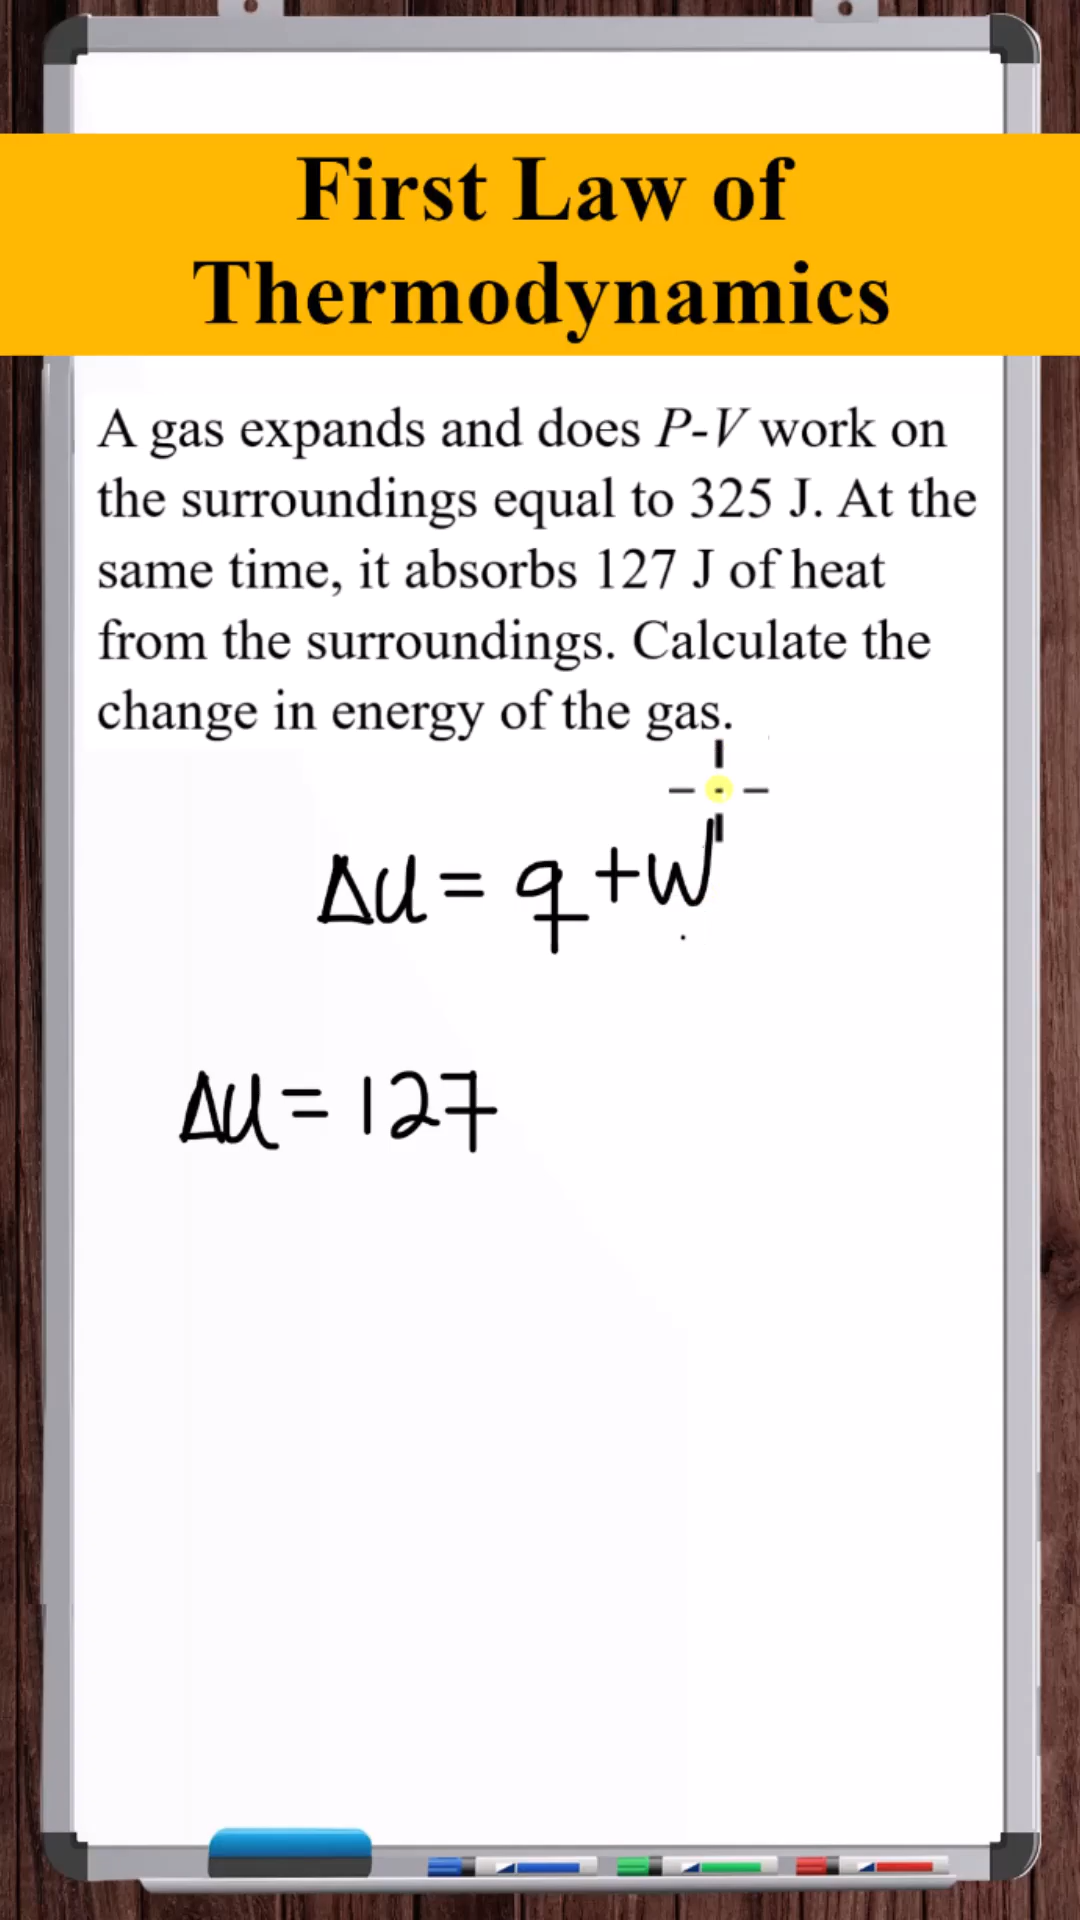 First Law of
Thermodynamics
A gas expands and does P-V work on
the surroundings equal to 325 J. At the
same time, it absorbs 127 J of heat
from the surroundings. Calculate the
change in energy of the gas.
ΔU = q + W
ΔU = 127